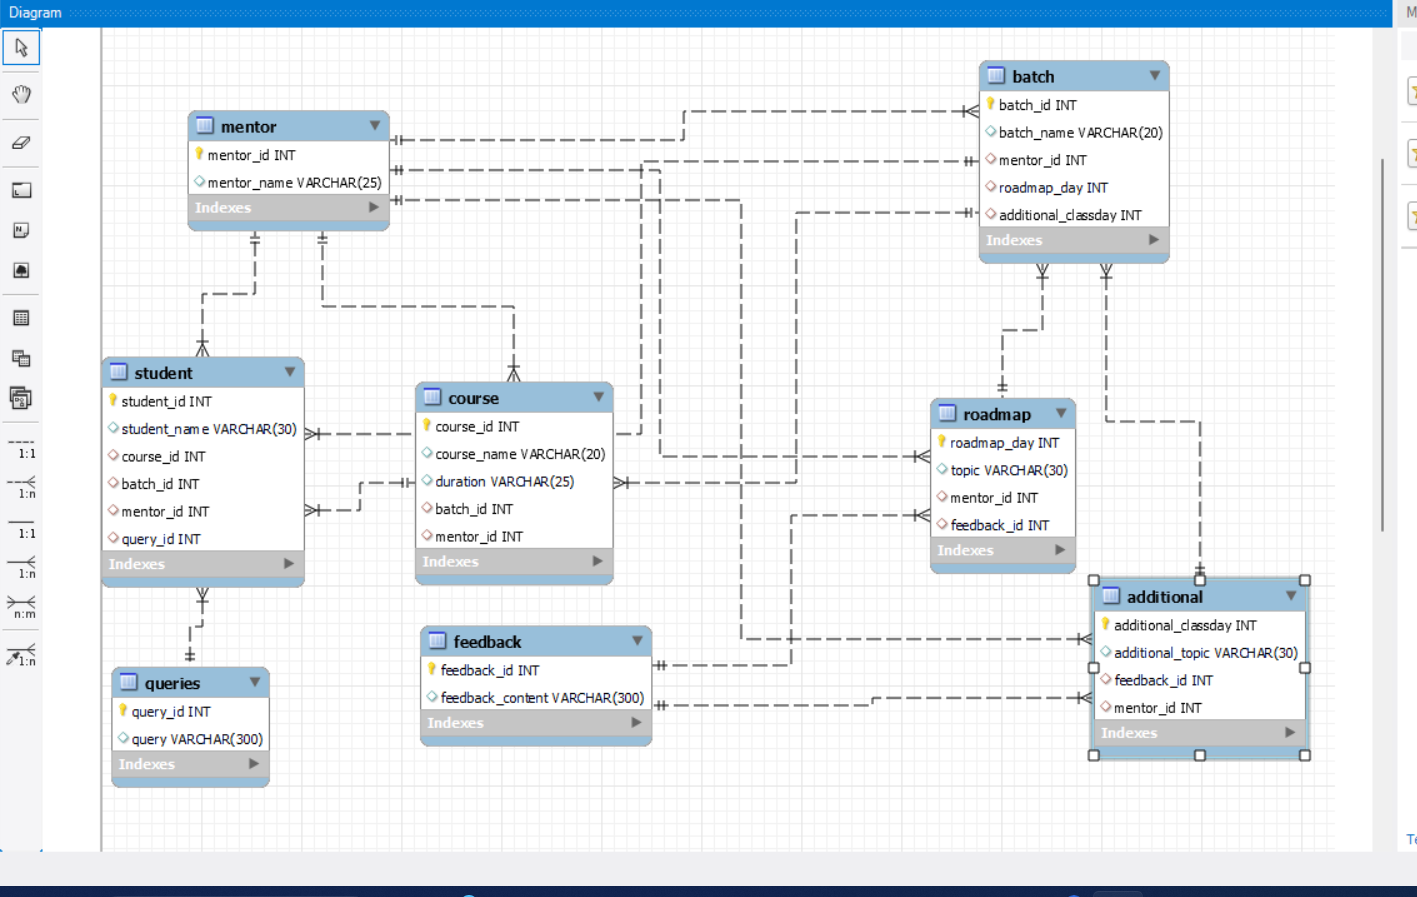 Diagram
M
batch
batch_id INT
batch_name VARCHAR(20)
mentor_id INT
roadmap_day INT
additional_classday INT
Indexes
mentor
mentor_id INT
mentor_name VARCHAR(25)
Indexes
student
student_id INT
student_name VARCHAR(30)
course_id INT
batch_id INT
mentor_id INT
query_id INT
Indexes
course
course_id INT
course_name VARCHAR(20)
duration VARCHAR(25)
batch_id INT
mentor_id INT
Indexes
roadmap
roadmap_day INT
topic VARCHAR(30)
mentor_id INT
feedback_id INT
Indexes
additional
additional_classday INT
additional_topic VARCHAR(30)
feedback_id INT
mentor_id INT
Indexes
feedback
feedback_id INT
feedback_content VARCHAR(300)
Indexes
queries
query_id INT
query VARCHAR(300)
Indexes
1:1
1:n
1:1
1:n
n:m
1:n
Te